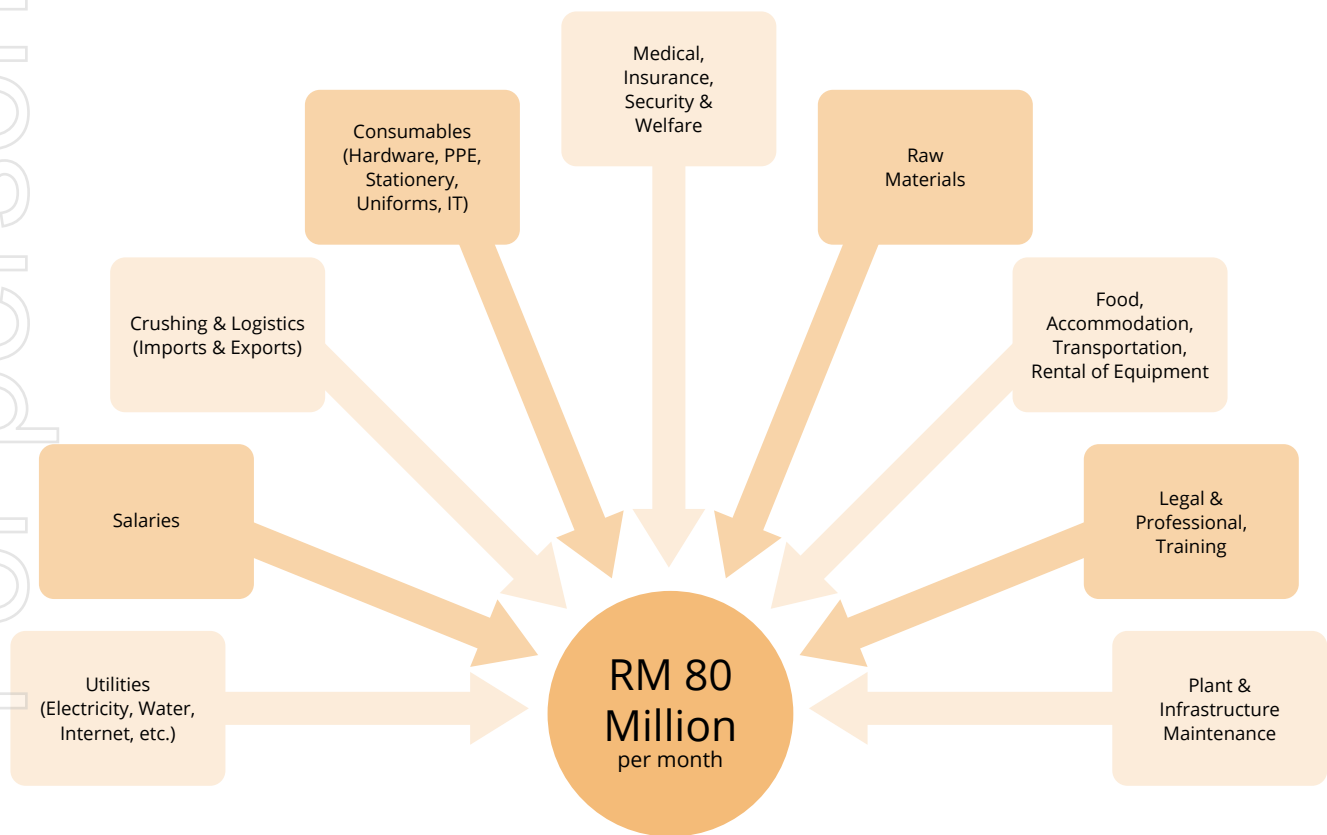 Medical,
Insurance,
Security &
Welfare
Consumables
(Hardware, PPE,
Stationery,
Uniforms, IT)
Raw
Materials
Crushing & Logistics
(Imports & Exports)
Food,
Accommodation,
Transportation,
Rental of Equipment
Salaries
Legal &
Professional,
Training
Utilities
(Electricity, Water,
Internet, etc.)
RM 80
Million
per month
Plant &
Infrastructure
Maintenance